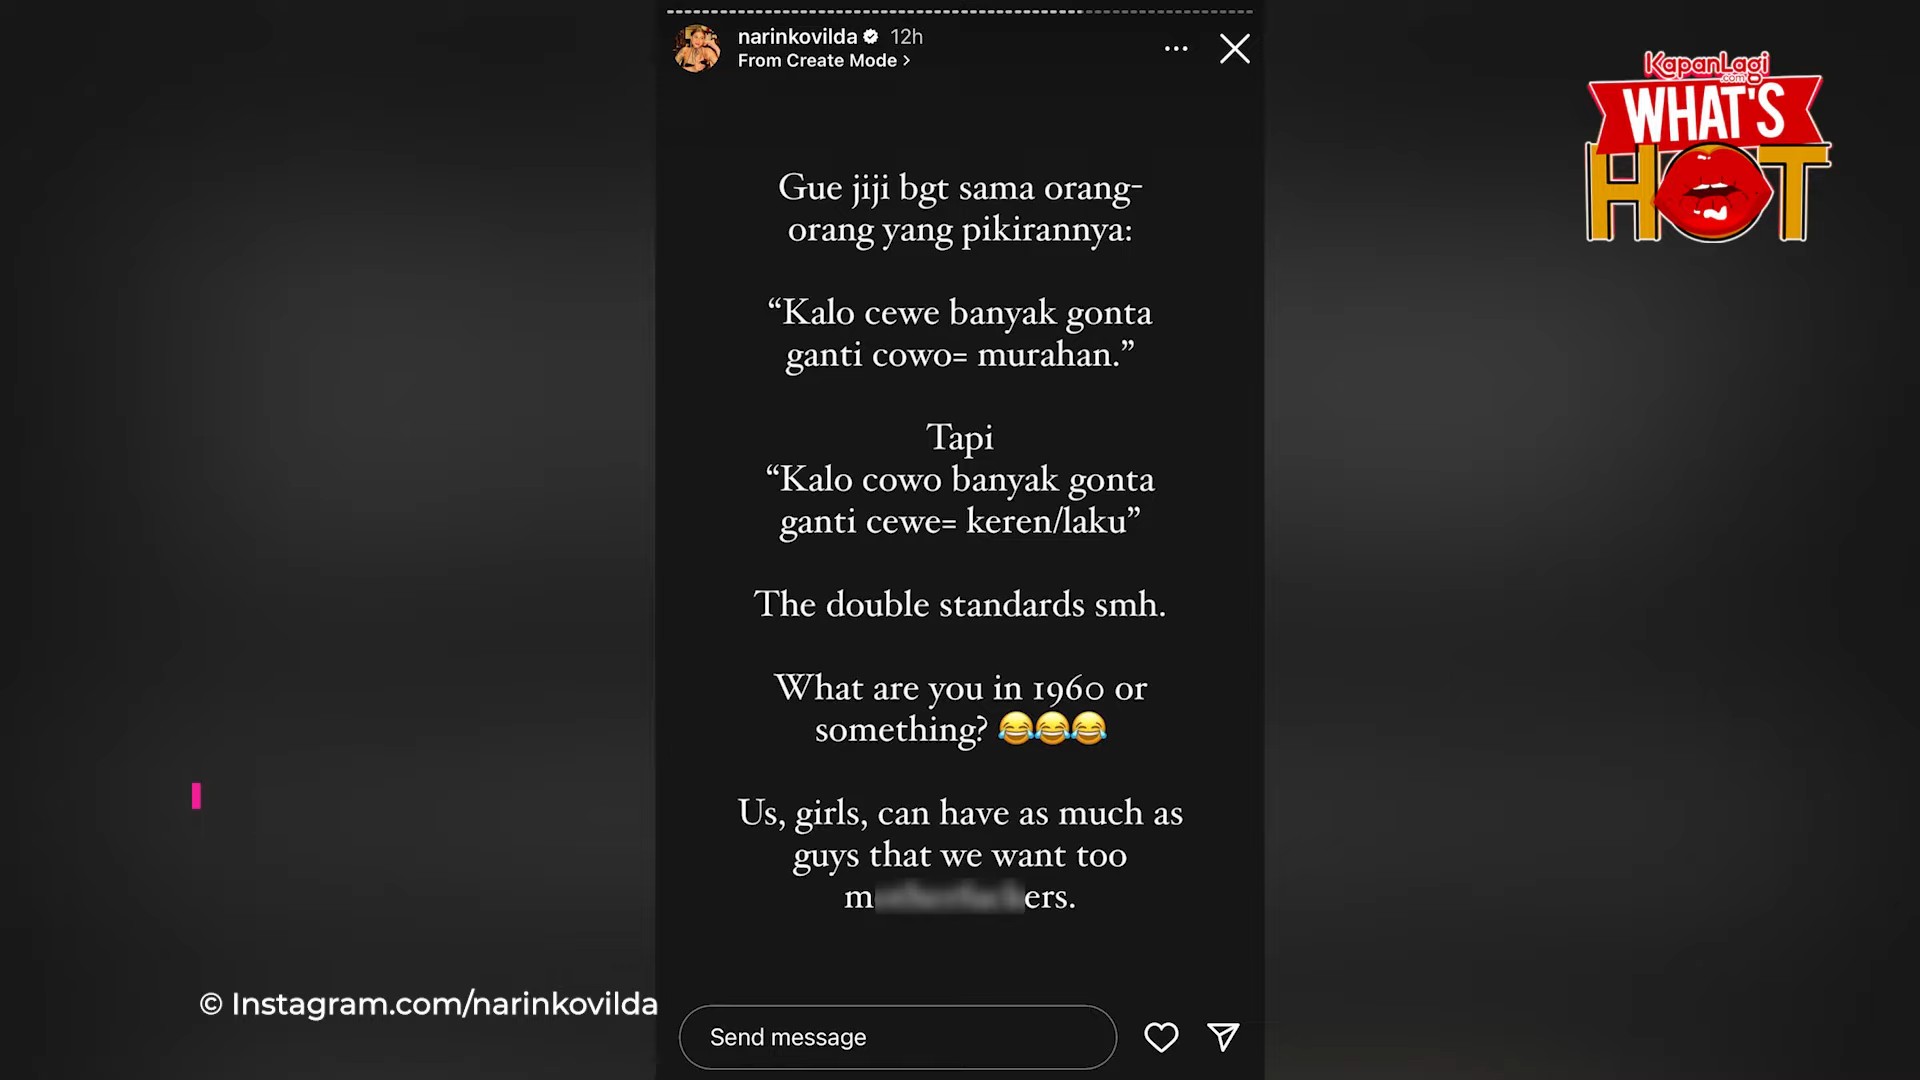 narinkovilda 12h
From Create Mode >
Gue jiji bgt sama orang-
orang yang pikirannya:
“Kalo cewe banyak gonta
ganti cowo= murahan.”
Tapi
“Kalo cowo banyak gonta
ganti cewe= keren/laku”
The double standards smh.
What are you in 1960 or
something? 😂😂😂
Us, girls, can have as much as
guys that we want too
m ers.
Send message
© Instagram.com/narinkovilda
KapanLagi
.com
WHAT'S
HOT